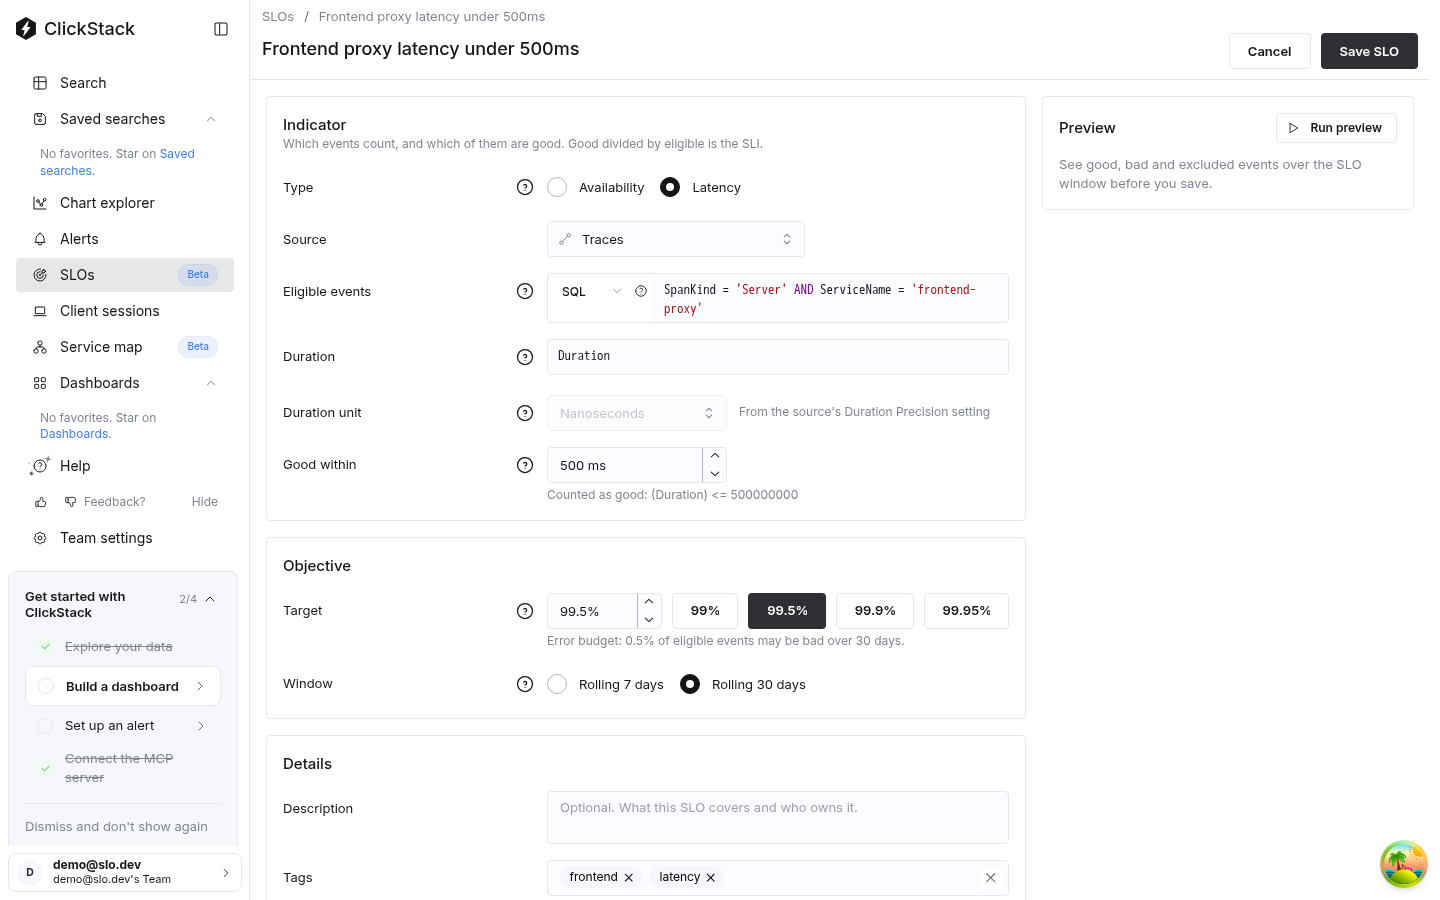 ClickStack
Search
Saved searches
No favorites. Star on Saved
searches.
Chart explorer
Alerts
SLOs
Beta
Client sessions
Service map
Beta
Dashboards
No favorites. Star on
Dashboards.
Help
Feedback?
Hide
Team settings
Get started with
ClickStack
2/4
Explore your data
Build a dashboard
Set up an alert
Connect the MCP
server
Dismiss and don't show again
D
demo@slo.dev
demo@slo.dev's Team
SLOs / Frontend proxy latency under 500ms
Frontend proxy latency under 500ms
Cancel
Save SLO
Indicator
Which events count, and which of them are good. Good divided by eligible is the SLI.
Type
Availability
Latency
Source
Traces
Eligible events
SQL
SpanKind = 'Server' AND ServiceName = 'frontend-
proxy'
Duration
Duration
Duration unit
Nanoseconds
From the source's Duration Precision setting
Good within
500 ms
Counted as good: (Duration) <= 500000000
Objective
Target
99.5%
99%
99.5%
99.9%
99.95%
Error budget: 0.5% of eligible events may be bad over 30 days.
Window
Rolling 7 days
Rolling 30 days
Details
Description
Optional. What this SLO covers and who owns it.
Tags
frontend
latency
Preview
Run preview
See good, bad and excluded events over the SLO
window before you save.